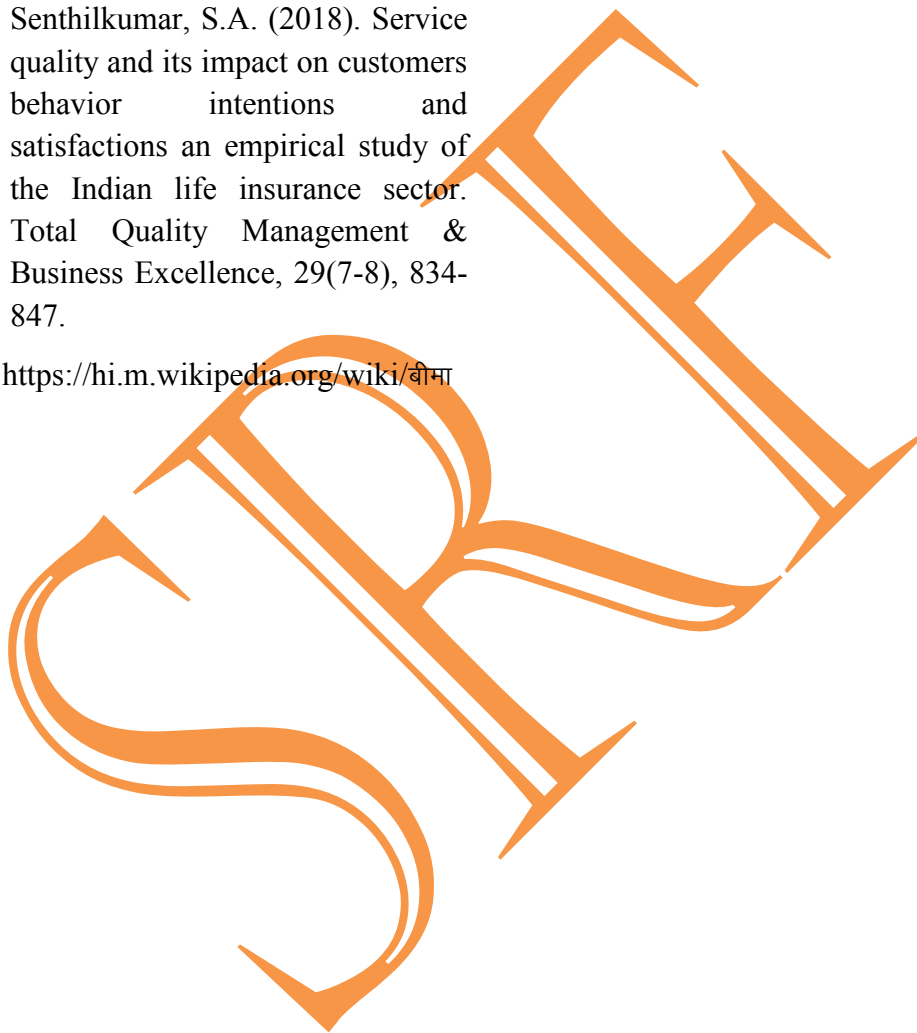 Senthilkumar, S.A. (2018). Service
quality and its impact on customers
behavior intentions and
satisfactions an empirical study of
the Indian life insurance sector.
Total Quality Management &
Business Excellence, 29(7-8), 834-
847.
https://hi.m.wikipedia.org/wiki/बीमा
SRF